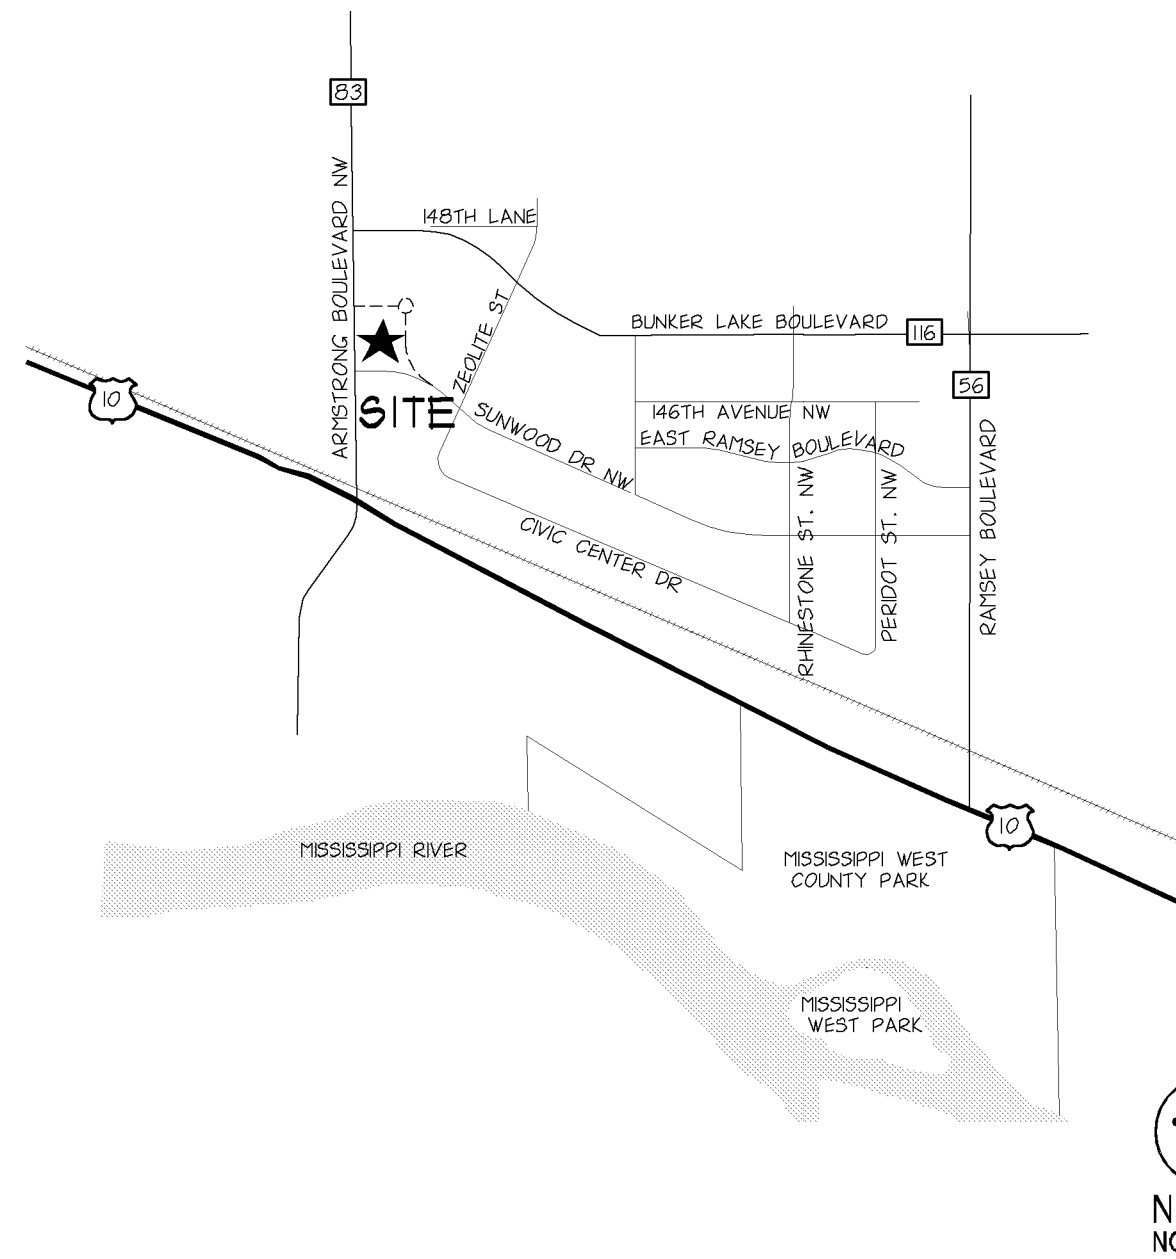 83
ARMSTRONG BOULEVARD NW
148TH LANE
ZEOLITE ST
BUNKER LAKE BOULEVARD
116
56
10
SITE
SUNWOOD DR NW
146TH AVENUE NW
EAST RAMSEY BOULEVARD
CIVIC CENTER DR
RHINESTONE ST. NW
PERIDOT ST. NW
RAMSEY BOULEVARD
10
MISSISSIPPI RIVER
MISSISSIPPI WEST
COUNTY PARK
MISSISSIPPI
WEST PARK